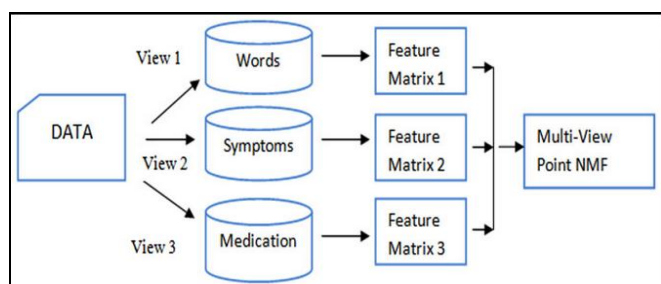 DATA
View 1
View 2
View 3
Words
Symptoms
Medication
Feature
Matrix 1
Feature
Matrix 2
Feature
Matrix 3
Multi-View
Point NMF